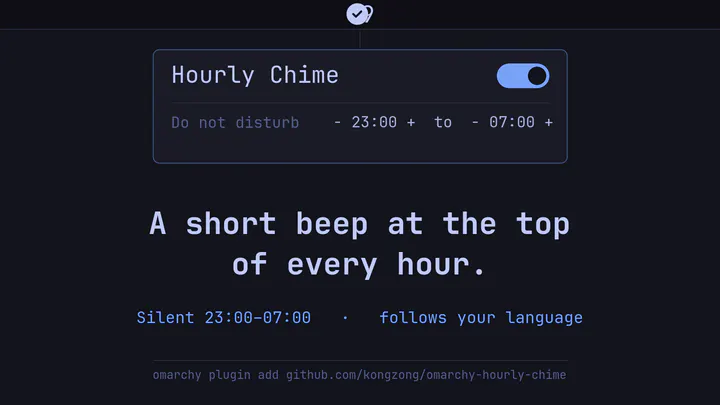 Hourly Chime
Do not disturb - 23:00 + to - 07:00 +
A short beep at the top
of every hour.
Silent 23:00–07:00 · follows your language
omarchy plugin add github.com/kongzong/omarchy-hourly-chime